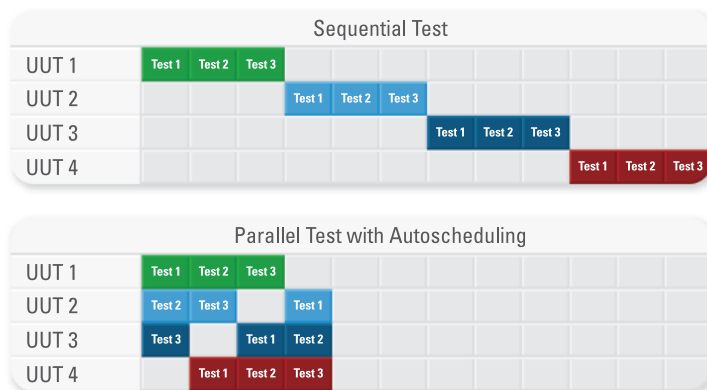 Sequential Test
UUT 1 Test 1 Test 2 Test 3
UUT 2 Test 1 Test 2 Test 3
UUT 3 Test 1 Test 2 Test 3
UUT 4 Test 1 Test 2 Test 3
Parallel Test with Autoscheduling
UUT 1 Test 1 Test 2 Test 3
UUT 2 Test 2 Test 3 Test 1
UUT 3 Test 3 Test 1 Test 2
UUT 4 Test 1 Test 2 Test 3